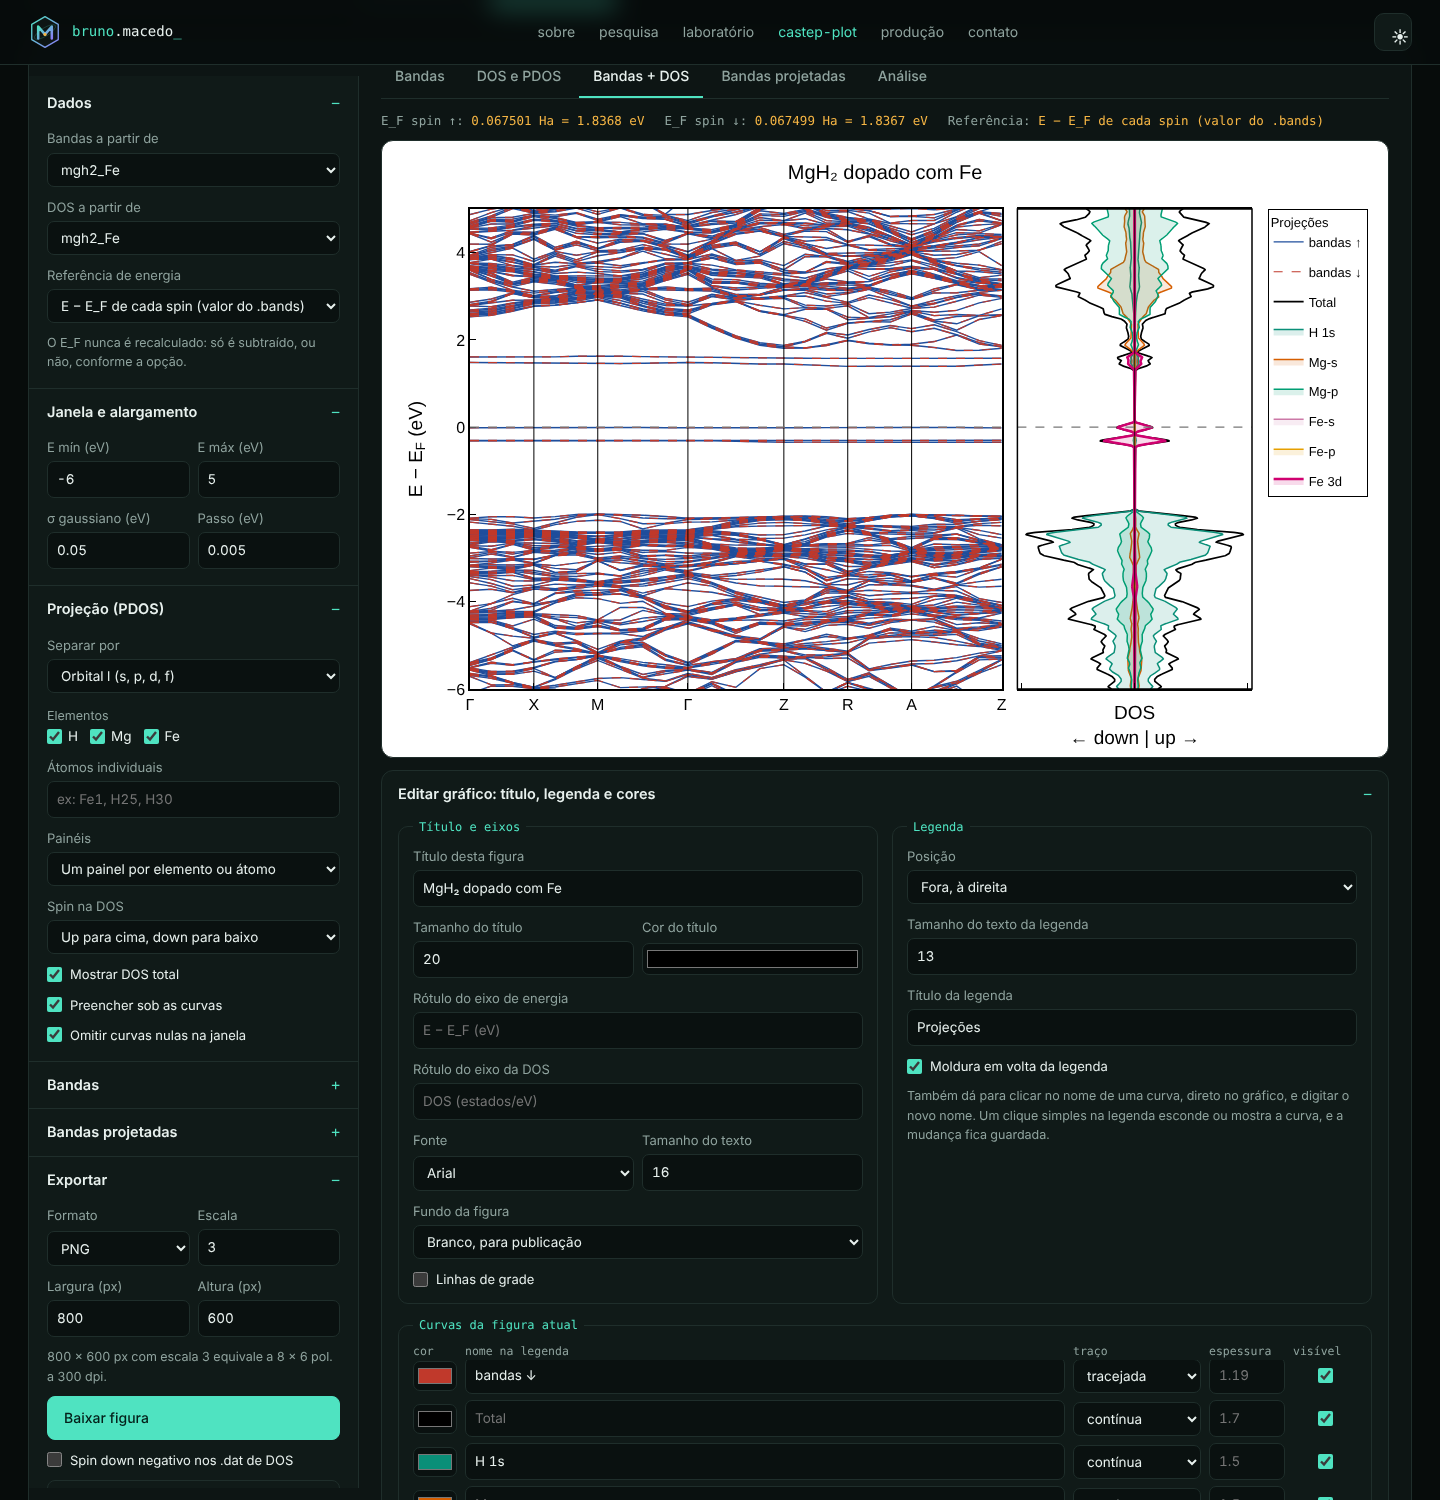 bruno.macedo_
sobre pesquisa laboratório castep-plot produção contato
Dados −
Bandas a partir de
mgh2_Fe
DOS a partir de
mgh2_Fe
Referência de energia
E − E_F de cada spin (valor do .bands)
O E_F nunca é recalculado: só é subtraído, ou
não, conforme a opção.
Janela e alargamento −
E mín (eV) E máx (eV)
-6 5
σ gaussiano (eV) Passo (eV)
0.05 0.005
Projeção (PDOS) −
Separar por
Orbital l (s, p, d, f)
Elementos
H Mg Fe
Átomos individuais
ex: Fe1, H25, H30
Painéis
Um painel por elemento ou átomo
Spin na DOS
Up para cima, down para baixo
Mostrar DOS total
Preencher sob as curvas
Omitir curvas nulas na janela
Bandas +
Bandas projetadas +
Exportar −
Formato Escala
PNG 3
Largura (px) Altura (px)
800 600
800 × 600 px com escala 3 equivale a 8 × 6 pol.
a 300 dpi.
Baixar figura
Spin down negativo nos .dat de DOS
Bandas DOS e PDOS Bandas + DOS Bandas projetadas Análise
E_F spin ↑: 0.067501 Ha = 1.8368 eV E_F spin ↓: 0.067499 Ha = 1.8367 eV Referência: E − E_F de cada spin (valor do .bands)
MgH₂ dopado com Fe
E − E_F (eV)
4
2
0
−2
−4
−6
Γ X M Γ Z R A Z
DOS
← down | up →
Projeções
bandas ↑
bandas ↓
Total
H 1s
Mg-s
Mg-p
Fe-s
Fe-p
Fe 3d
Editar gráfico: título, legenda e cores −
Título e eixos
Título desta figura
MgH₂ dopado com Fe
Tamanho do título Cor do título
20
Rótulo do eixo de energia
E − E_F (eV)
Rótulo do eixo da DOS
DOS (estados/eV)
Fonte Tamanho do texto
Arial 16
Fundo da figura
Branco, para publicação
Linhas de grade
Legenda
Posição
Fora, à direita
Tamanho do texto da legenda
13
Título da legenda
Projeções
Moldura em volta da legenda
Também dá para clicar no nome de uma curva, direto no gráfico, e digitar o
novo nome. Um clique simples na legenda esconde ou mostra a curva, e a
mudança fica guardada.
Curvas da figura atual
cor nome na legenda traço espessura visível
bandas ↓ tracejada 1.19
Total contínua 1.7
H 1s contínua 1.5